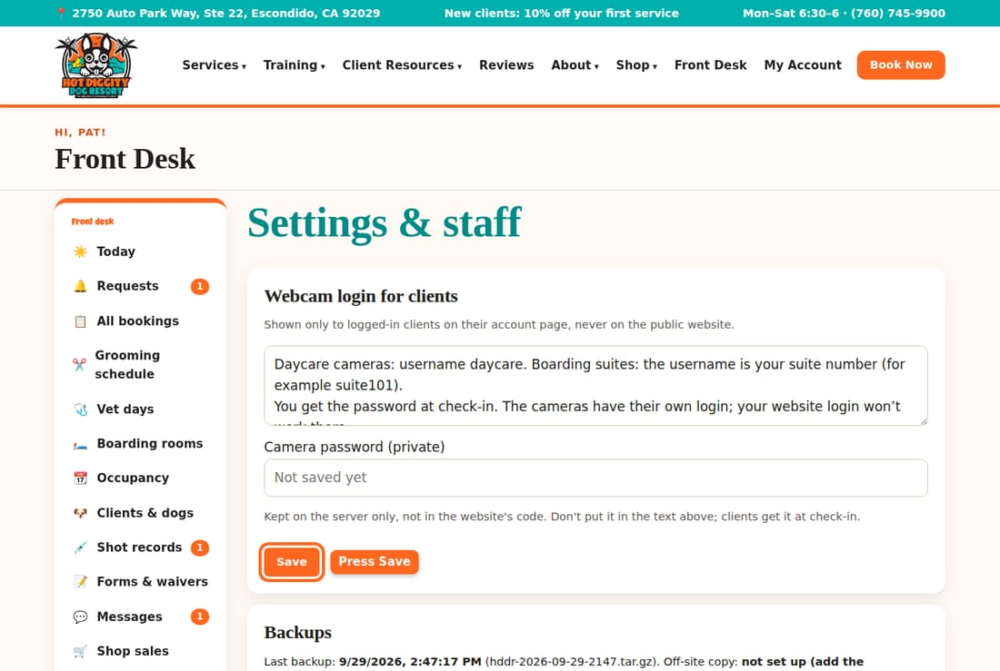 📍 2750 Auto Park Way, Ste 22, Escondido, CA 92029
New clients: 10% off your first service
Mon–Sat 6:30–6 · (760) 745-9900
HOT DIGGITY
DOG RESORT
Services ▾
Training ▾
Client Resources ▾
Reviews
About ▾
Shop ▾
Front Desk
My Account
Book Now
HI, PAT!
Front Desk
Front desk
Today
Requests 1
All bookings
Grooming
schedule
Vet days
Boarding rooms
Occupancy
Clients & dogs
Shot records 1
Forms & waivers
Messages 1
Shop sales
Settings & staff
Webcam login for clients
Shown only to logged-in clients on their account page, never on the public website.
Daycare cameras: username daycare. Boarding suites: the username is your suite number (for
example suite101).
You get the password at check-in. The cameras have their own login; your website login won’t
work there.
Camera password (private)
Not saved yet
Kept on the server only, not in the website's code. Don't put it in the text above; clients get it at check-in.
Save
Press Save
Backups
Last backup: 9/29/2026, 2:47:17 PM (hddr-2026-09-29-2147.tar.gz). Off-site copy: not set up (add the